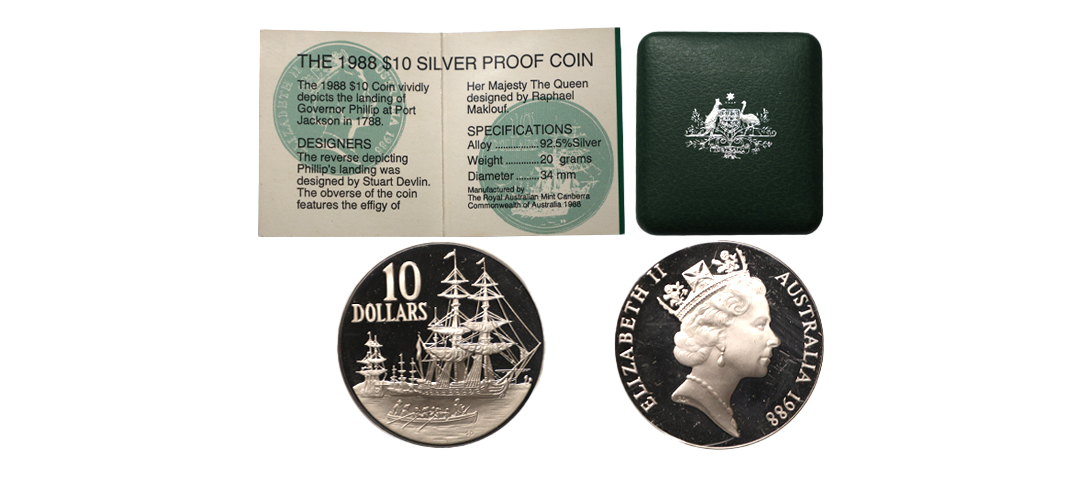 THE 1988 $10 SILVER PROOF COIN
The 1988 $10 Coin vividly
depicts the landing of
Governor Phillip at Port
Jackson in 1788.
DESIGNERS
The reverse depicting
Phillip's landing was
designed by Stuart Devlin.
The obverse of the coin
features the effigy of
Her Majesty The Queen
designed by Raphael
Maklouf.
SPECIFICATIONS
Alloy .................92.5%Silver
Weight .............20 grams
Diameter .........34 mm
Manufactured by
The Royal Australian Mint Canberra
Commonwealth of Australia 1988
10
DOLLARS
ELIZABETH II AUSTRALIA 1988